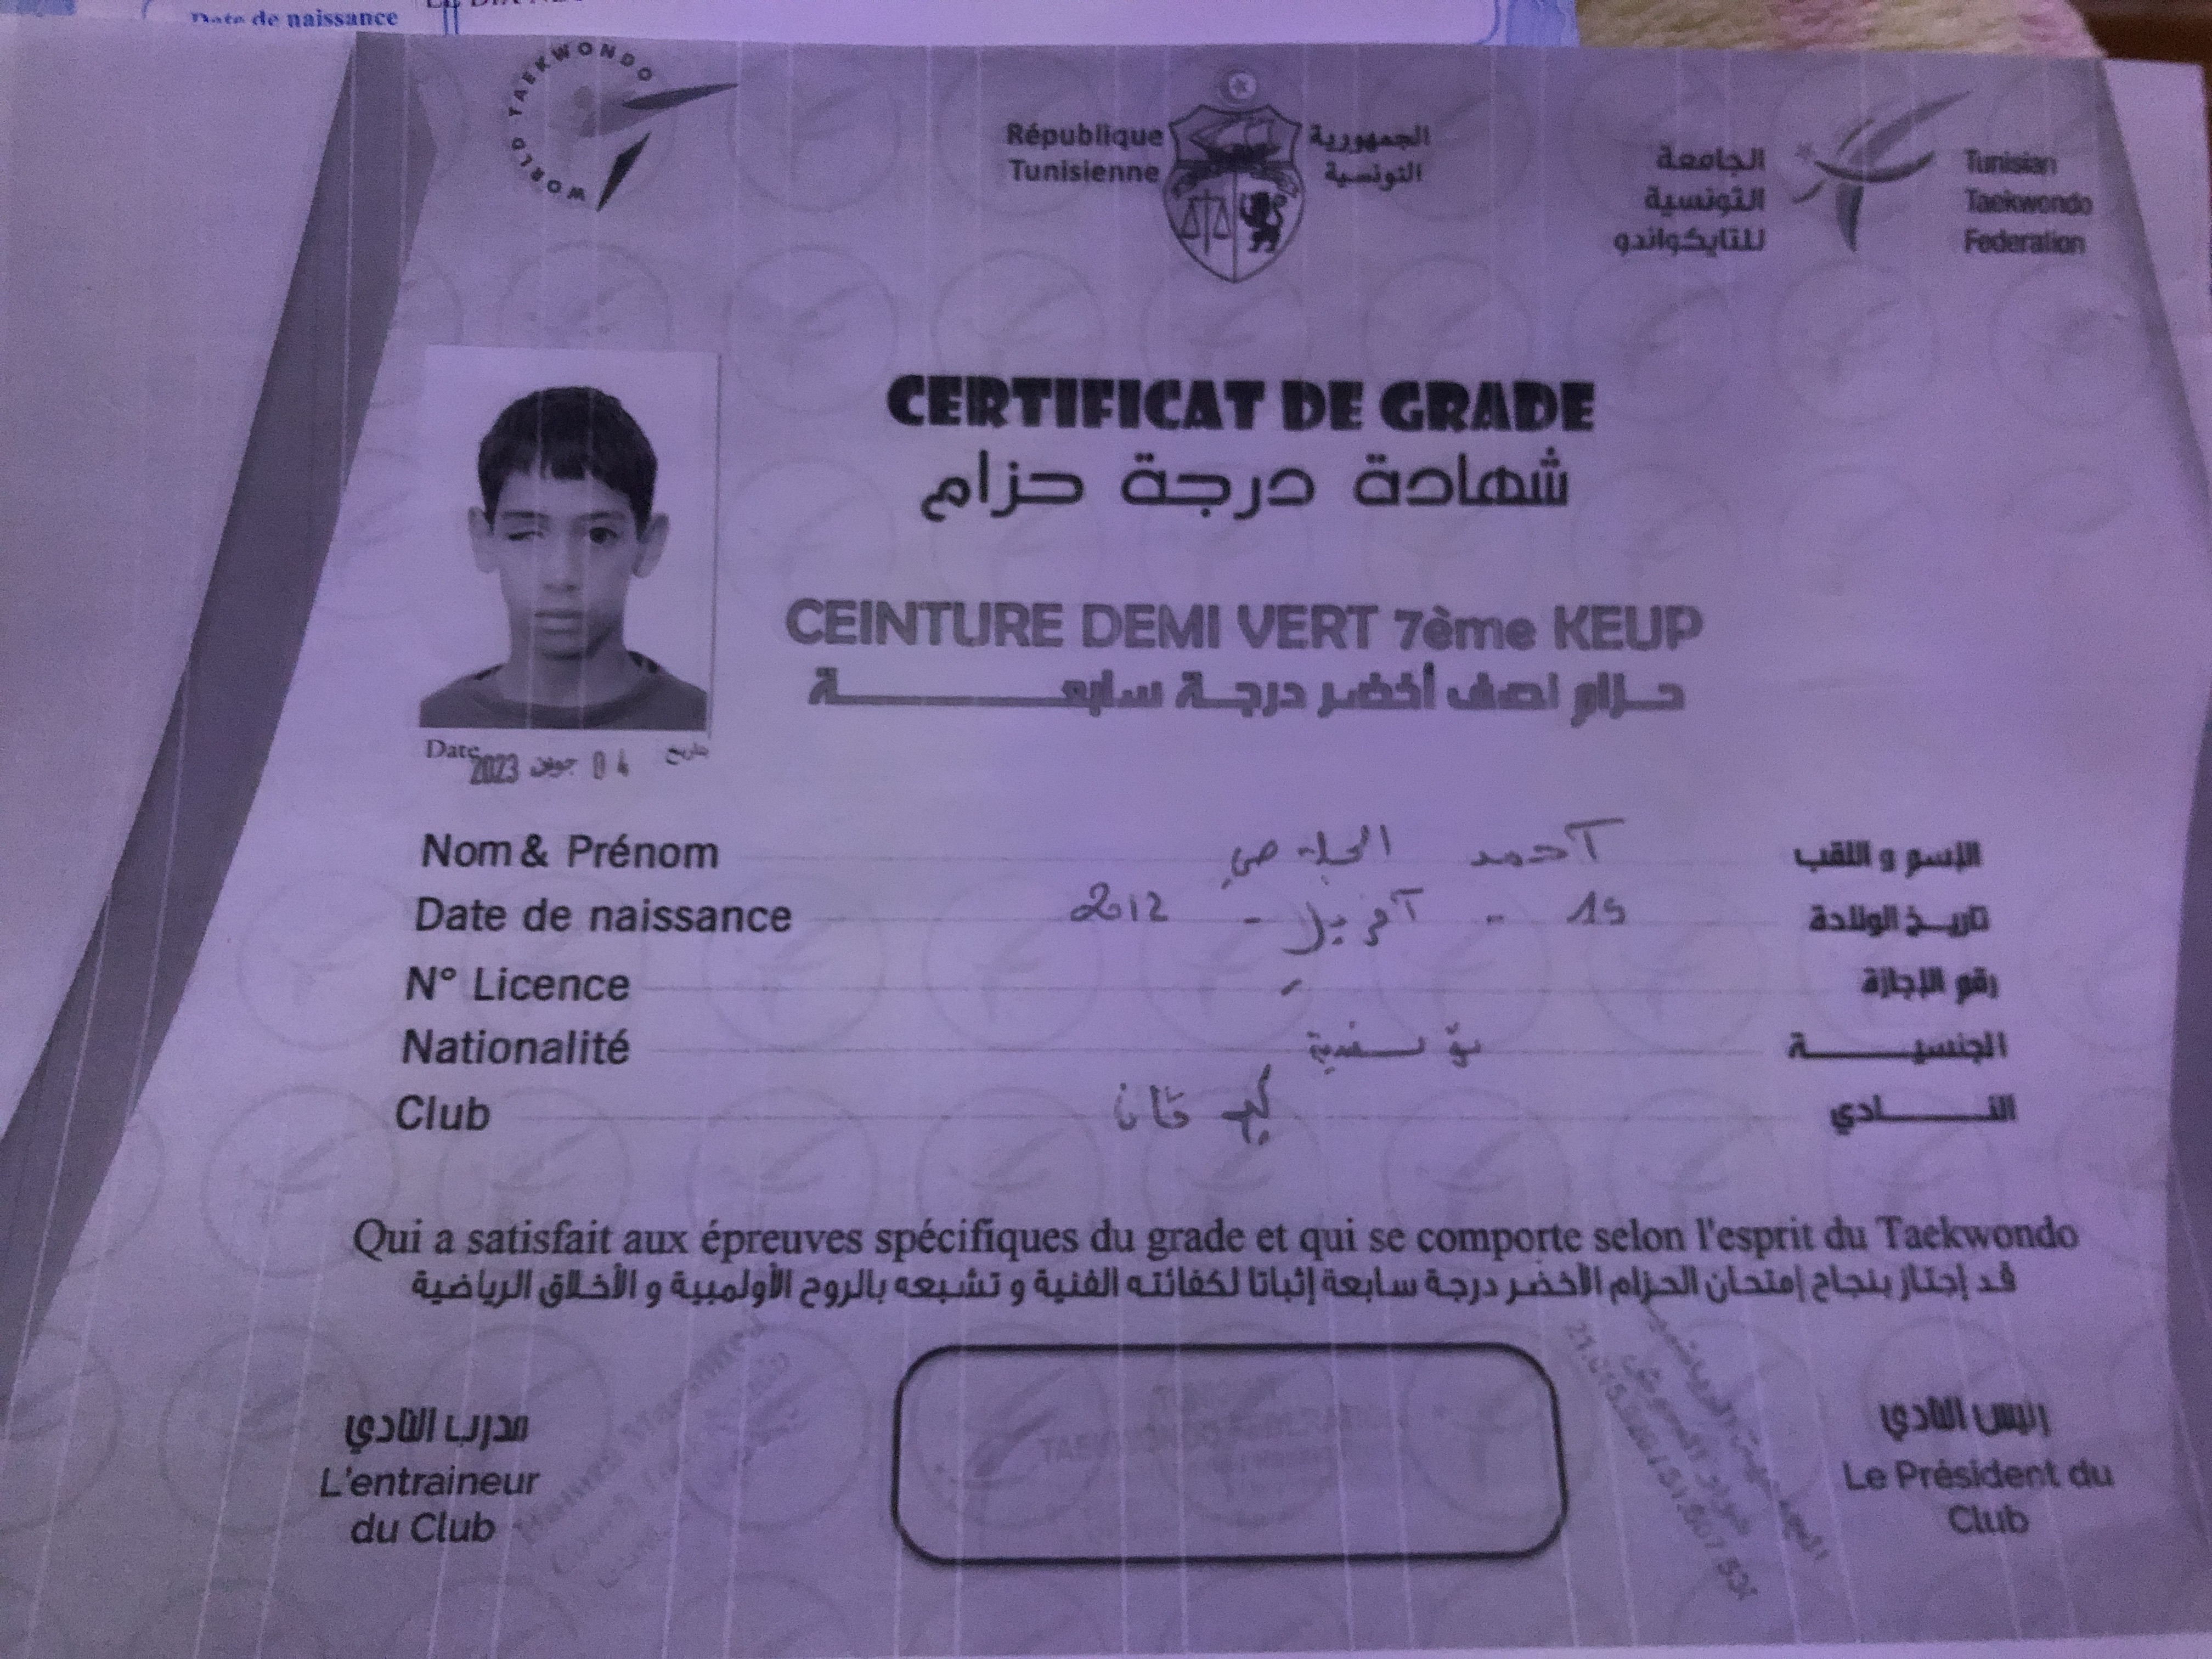 Date de naissance
WORLD TAEKWONDO
République Tunisienne
الجمهورية التونسية
الجامعة التونسية للتايكواندو
Tunisian Taekwondo Federation
CERTIFICAT DE GRADE
شهادة درجة حزام
CEINTURE DEMI VERT 7ème KEUP
حزام نصف أخضر درجة سابعة
Date 2023 جوان 04 تاريخ
Nom & Prénom أحمد الإسم و اللقب
Date de naissance 15 - أفريل - 2012 تاريخ الولادة
N° Licence - رقم الإجازة
Nationalité تونسية الجنسية
Club النادي
Qui a satisfait aux épreuves spécifiques du grade et qui se comporte selon l'esprit du Taekwondo
قد إجتاز بنجاح إمتحان الحزام الأخضر درجة سابعة إثباتا لكفائته الفنية و تشبعه بالروح الأولمبية و الأخلاق الرياضية
مدرب النادي
L'entraineur du Club
TAEKWONDO FEDERATION
رئيس النادي
Le Président du Club